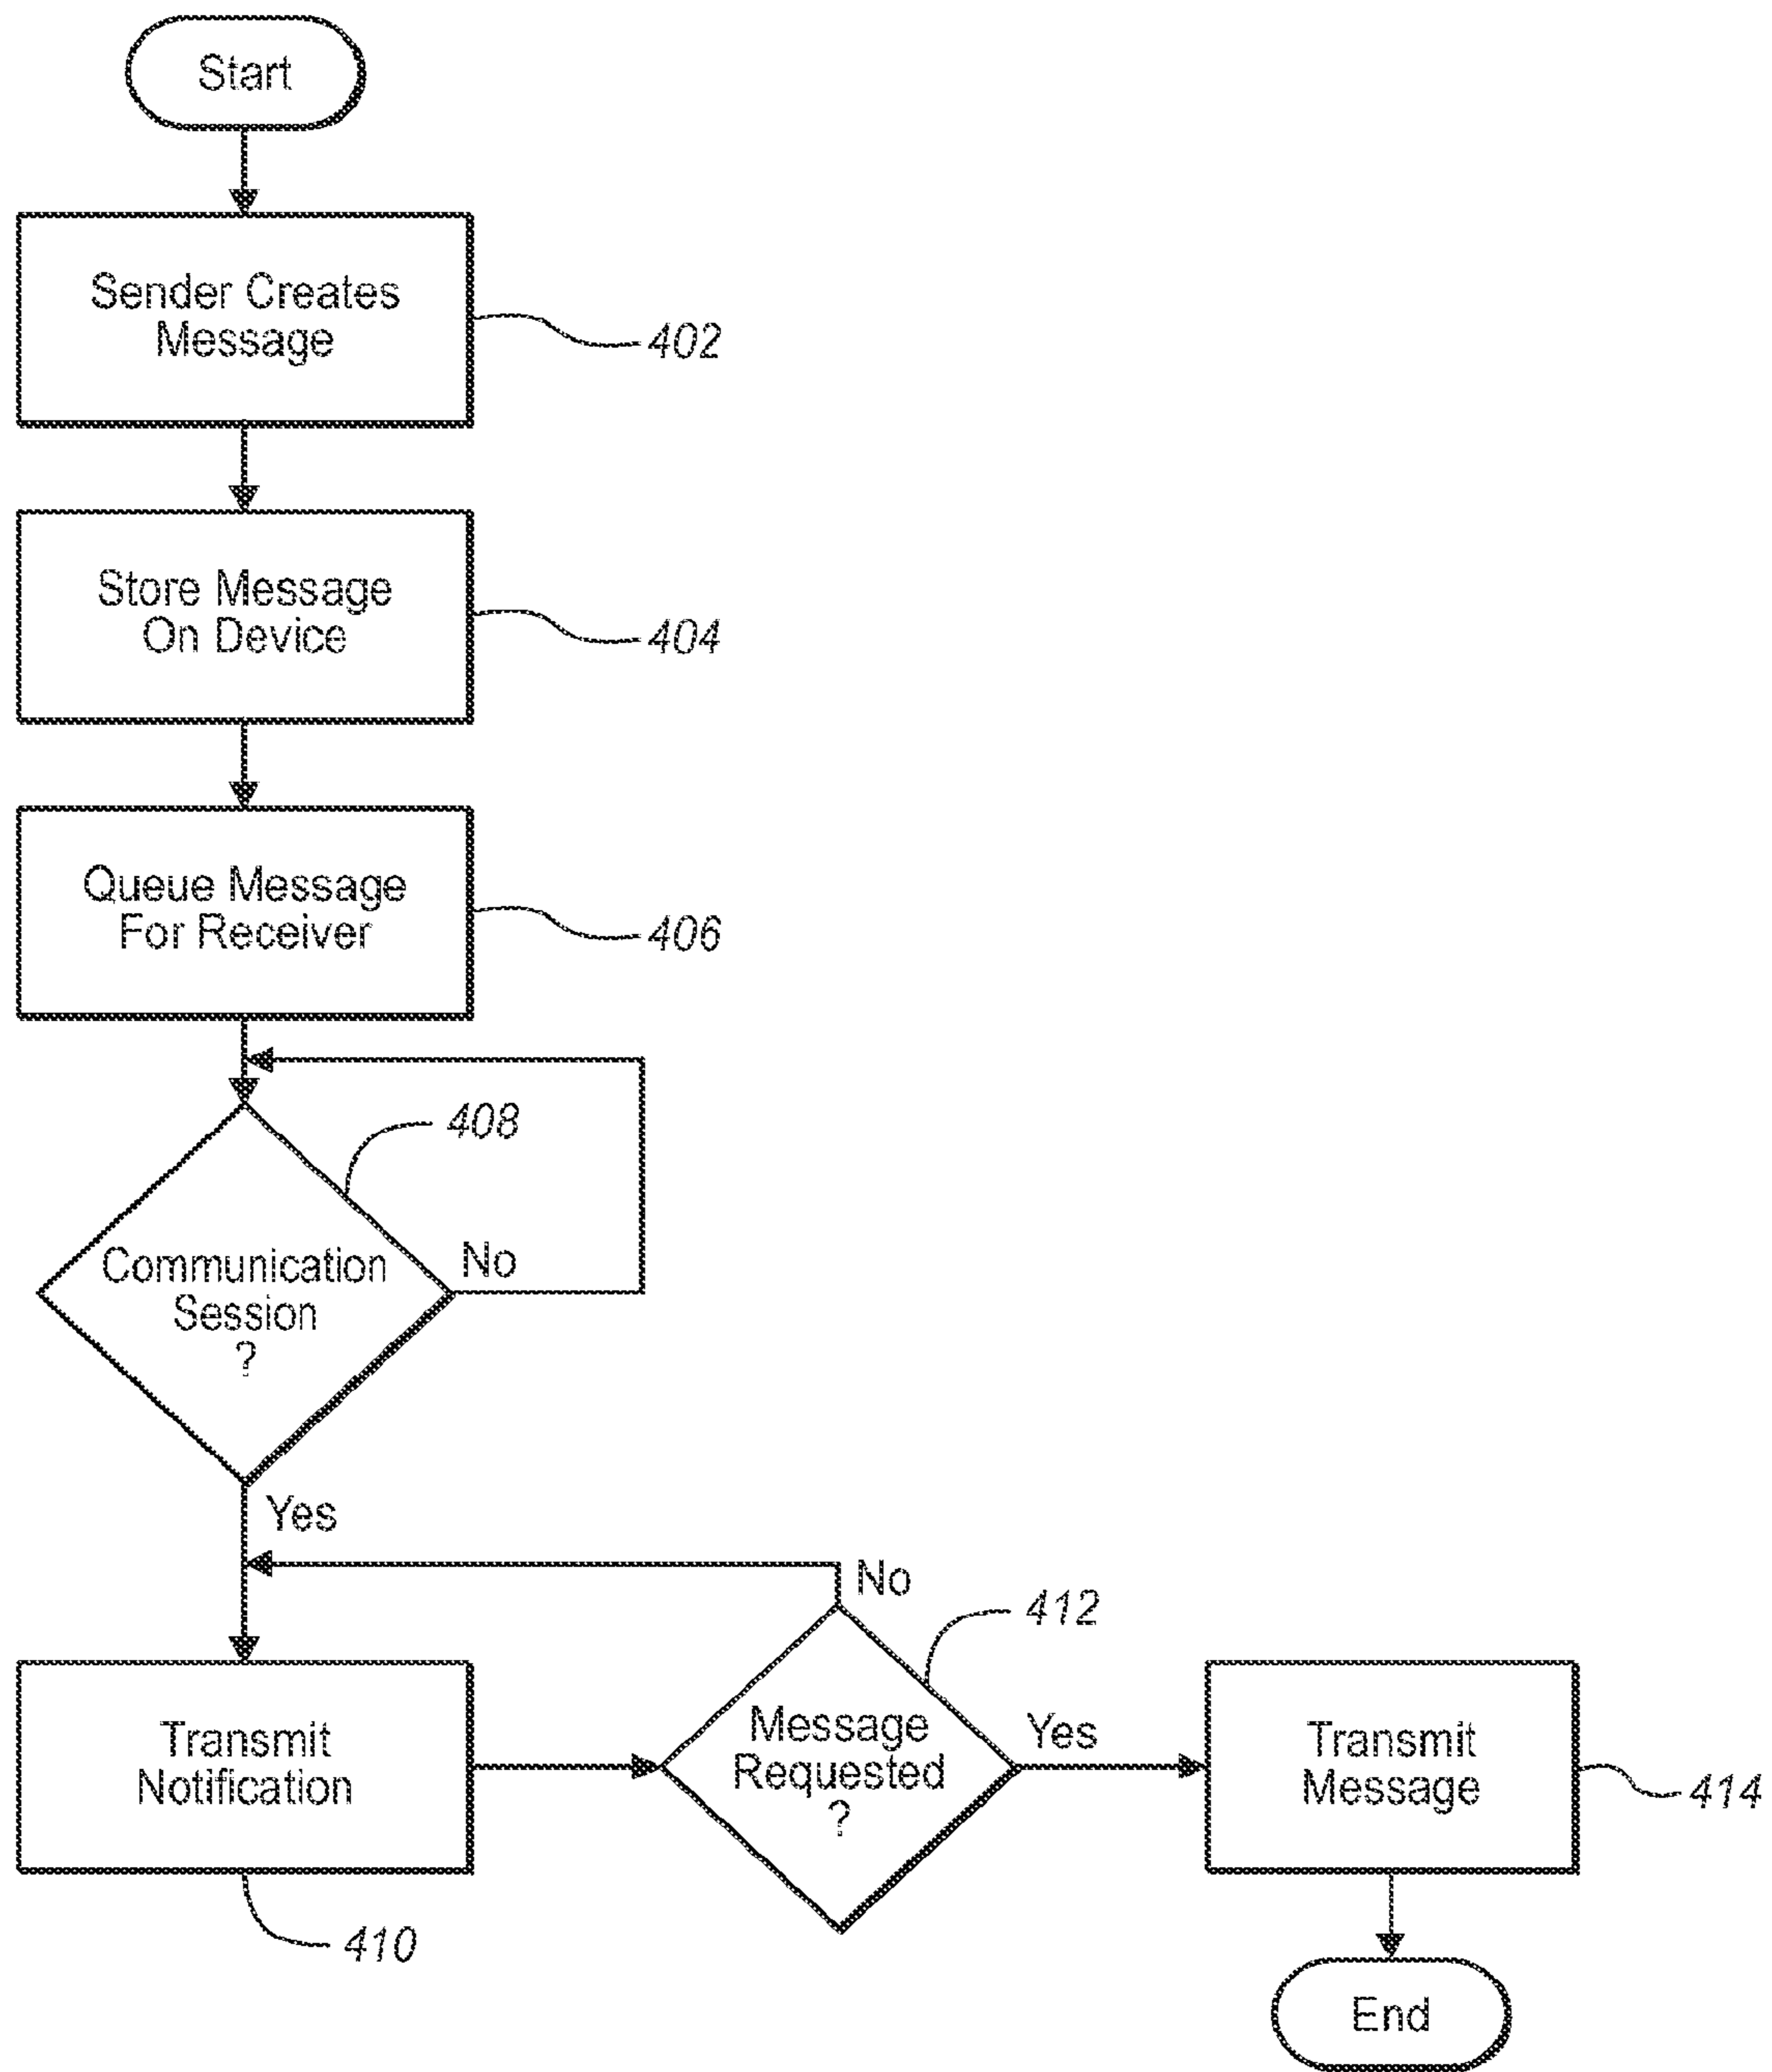 Start
Sender Creates
Message
402
Store Message
On Device
404
Queue Message
For Receiver
406
408
Communication
Session
?
No
Yes
No
412
Transmit
Notification
410
Message
Requested
?
Yes
Transmit
Message
414
End